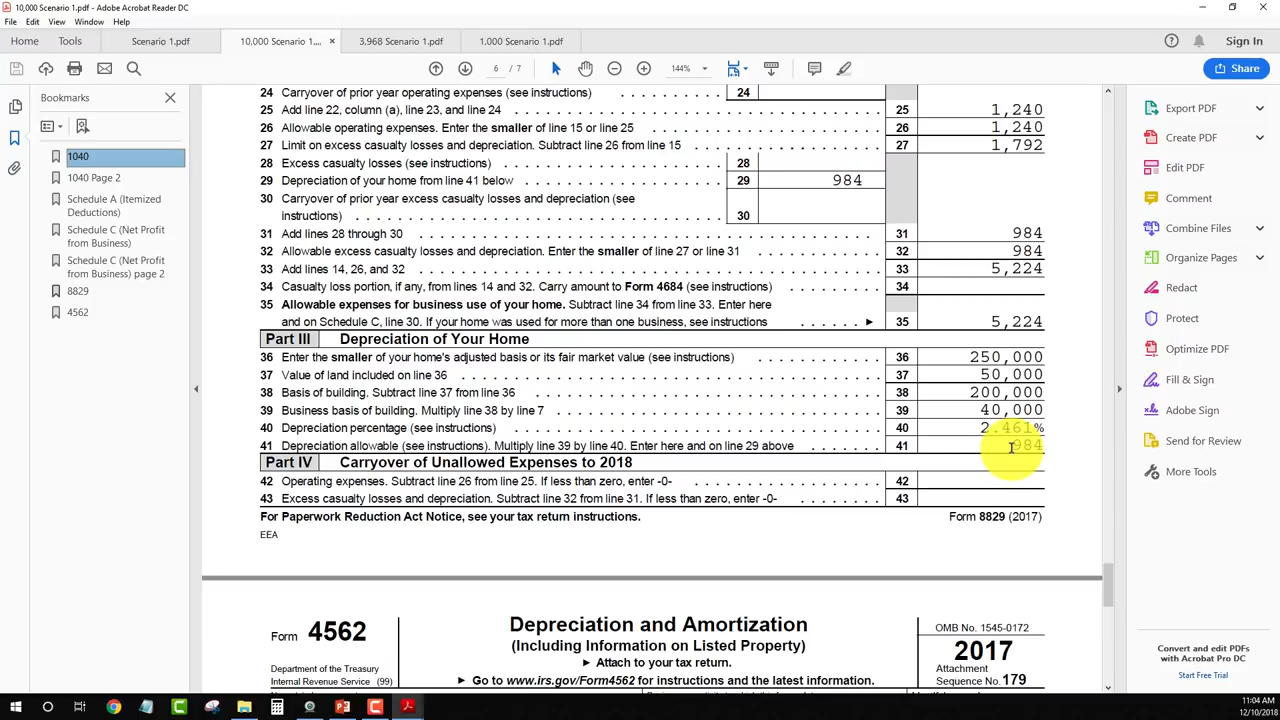 10,000 Scenario 1.pdf - Adobe Acrobat Reader DC
File Edit View Window Help
Home Tools Scenario 1.pdf 10,000 Scenario 1.... × 3,968 Scenario 1.pdf 1,000 Scenario 1.pdf Sign In
6 / 7 144% Share
Bookmarks
1040
1040 Page 2
Schedule A (Itemized
Deductions)
Schedule C (Net Profit
from Business)
Schedule C (Net Profit
from Business) page 2
8829
4562
24 Carryover of prior year operating expenses (see instructions) . . . . . . . . 24
25 Add line 22, column (a), line 23, and line 24 25 1,240
26 Allowable operating expenses. Enter the smaller of line 15 or line 25 26 1,240
27 Limit on excess casualty losses and depreciation. Subtract line 26 from line 15 27 1,792
28 Excess casualty losses (see instructions) 28
29 Depreciation of your home from line 41 below 29 984
30 Carryover of prior year excess casualty losses and depreciation (see
instructions) 30
31 Add lines 28 through 30 31 984
32 Allowable excess casualty losses and depreciation. Enter the smaller of line 27 or line 31 32 984
33 Add lines 14, 26, and 32 33 5,224
34 Casualty loss portion, if any, from lines 14 and 32. Carry amount to Form 4684 (see instructions) 34
35 Allowable expenses for business use of your home. Subtract line 34 from line 33. Enter here
and on Schedule C, line 30. If your home was used for more than one business, see instructions . . . . . . ► 35 5,224
Part III Depreciation of Your Home
36 Enter the smaller of your home's adjusted basis or its fair market value (see instructions) 36 250,000
37 Value of land included on line 36 37 50,000
38 Basis of building. Subtract line 37 from line 36 38 200,000
39 Business basis of building. Multiply line 38 by line 7 39 40,000
40 Depreciation percentage (see instructions) 40 2.461%
41 Depreciation allowable (see instructions). Multiply line 39 by line 40. Enter here and on line 29 above 41 984
Part IV Carryover of Unallowed Expenses to 2018
42 Operating expenses. Subtract line 26 from line 25. If less than zero, enter -0- 42
43 Excess casualty losses and depreciation. Subtract line 32 from line 31. If less than zero, enter -0- 43
For Paperwork Reduction Act Notice, see your tax return instructions. Form 8829 (2017)
EEA
Form 4562
Department of the Treasury
Internal Revenue Service (99)
Depreciation and Amortization
(Including Information on Listed Property)
► Attach to your tax return.
► Go to www.irs.gov/Form4562 for instructions and the latest information.
OMB No. 1545-0172
2017
Attachment
Sequence No. 179
Export PDF
Create PDF
Edit PDF
Comment
Combine Files
Organize Pages
Redact
Protect
Optimize PDF
Fill & Sign
Adobe Sign
Send for Review
More Tools
Convert and edit PDFs
with Acrobat Pro DC
Start Free Trial
11:04 AM
12/10/2018